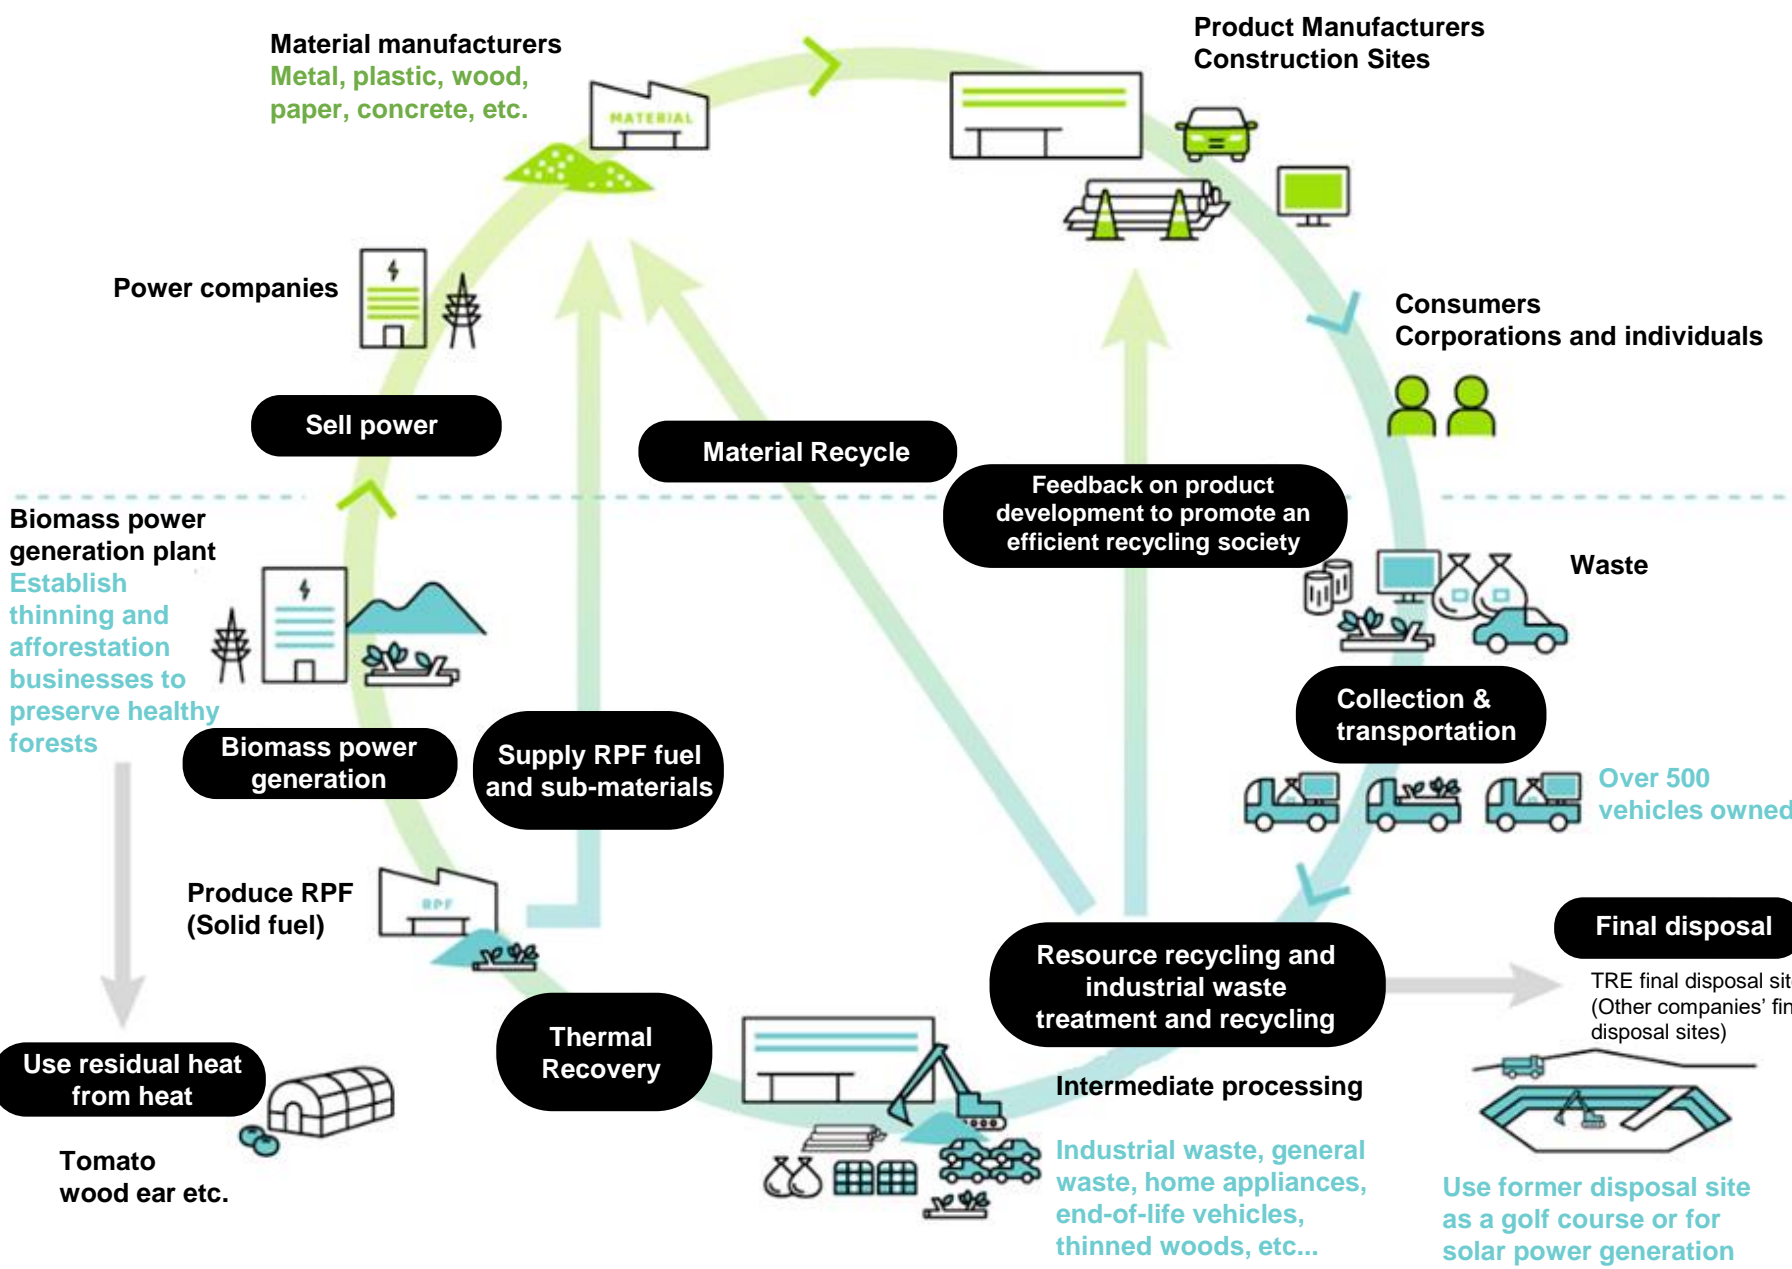 Material manufacturers
Metal, plastic, wood,
paper, concrete, etc.
MATERIAL
Product Manufacturers
Construction Sites
Power companies
Consumers
Corporations and individuals
Sell power
Material Recycle
Feedback on product
development to promote an
efficient recycling society
Biomass power
generation plant
Establish
thinning and
afforestation
businesses to
preserve healthy
forests
Waste
Collection &
transportation
Biomass power
generation
Supply RPF fuel
and sub-materials
Over 500
vehicles owned
Produce RPF
(Solid fuel)
RPF
Final disposal
TRE final disposal
(Other companies’
disposal sites)
Resource recycling and
industrial waste
treatment and recycling
Thermal
Recovery
Use residual heat
from heat
Intermediate processing
Industrial waste, general
waste, home appliances,
end-of-life vehicles,
thinned woods, etc...
Tomato
wood ear etc.
Use former disposal site
as a golf course or for
solar power generation